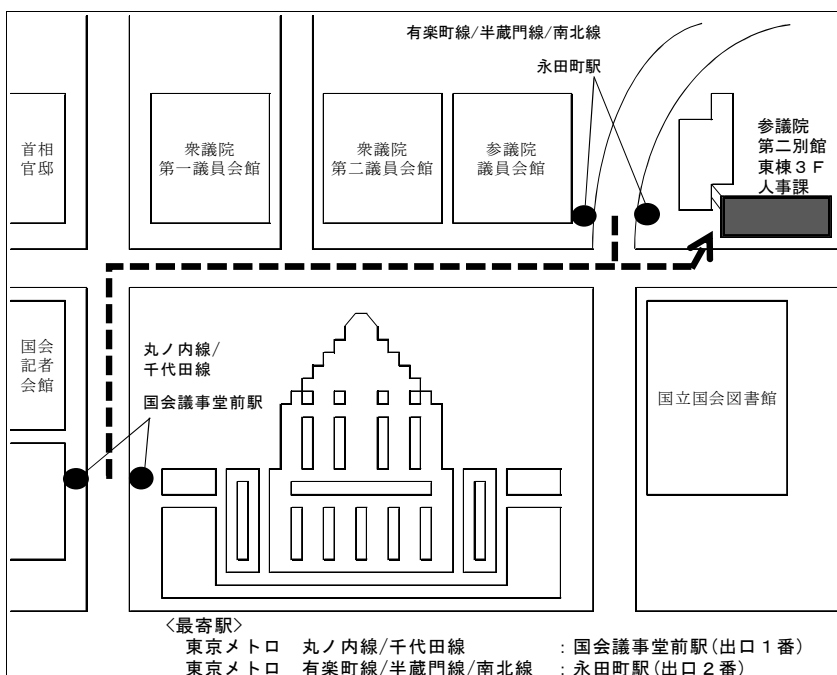 有楽町線/半蔵門線/南北線
永田町駅
首相
官邸
衆議院
第一議員会館
衆議院
第二議員会館
参議院
議員会館
参議院
第二別館
東棟３Ｆ
人事課
国会
記者
会館
丸ノ内線/
千代田線
国会議事堂前駅
国立国会図書館
<最寄駅>
東京メトロ　丸ノ内線/千代田線　　　　：国会議事堂前駅(出口１番)
東京メトロ　有楽町線/半蔵門線/南北線　：永田町駅(出口２番)